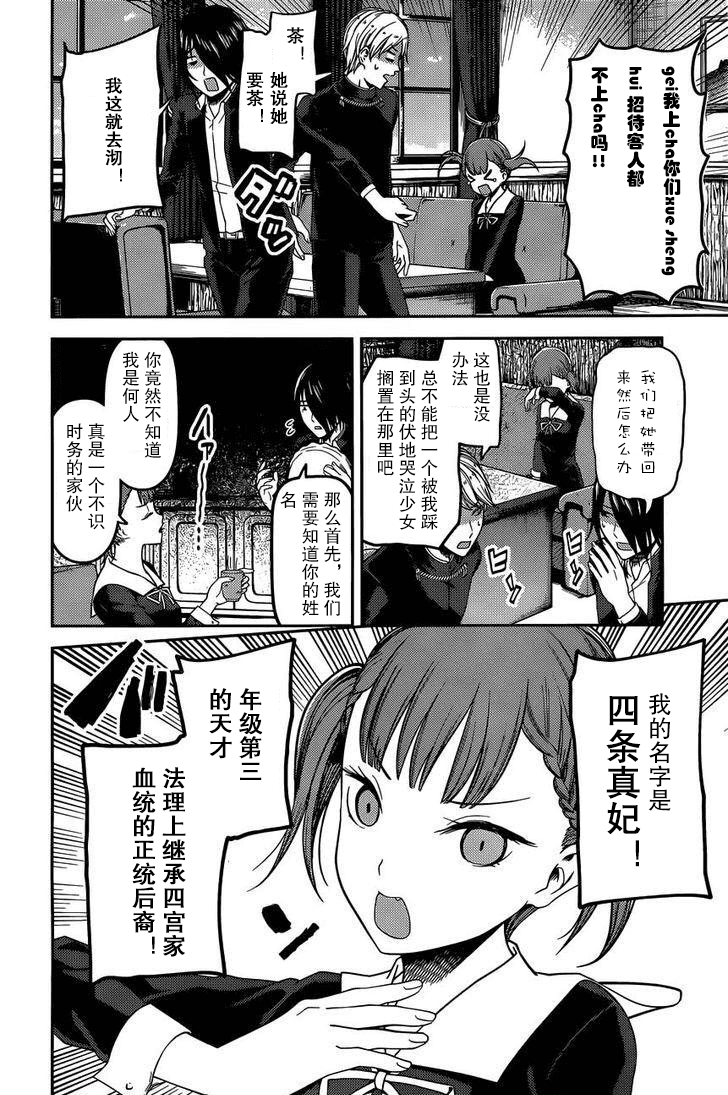 gei我上cha你们xue sheng
hui 招待客人都
不上cha吗!!
茶！
她说她
要茶！
我
这
就
去
沏
！
我们把她带回
来然后怎么办
这也是没
办法
总不能把一个被我踩
到头的伏地哭泣少女
搁置在那里吧
那么首先，我们
需要知道你的姓
名
你竟然不知道
我是何人
真是一个不识
时务的家伙
我的名字是
四条真妃！
年级第三
的天才
法理上继承四宫家
血统的正统后裔！